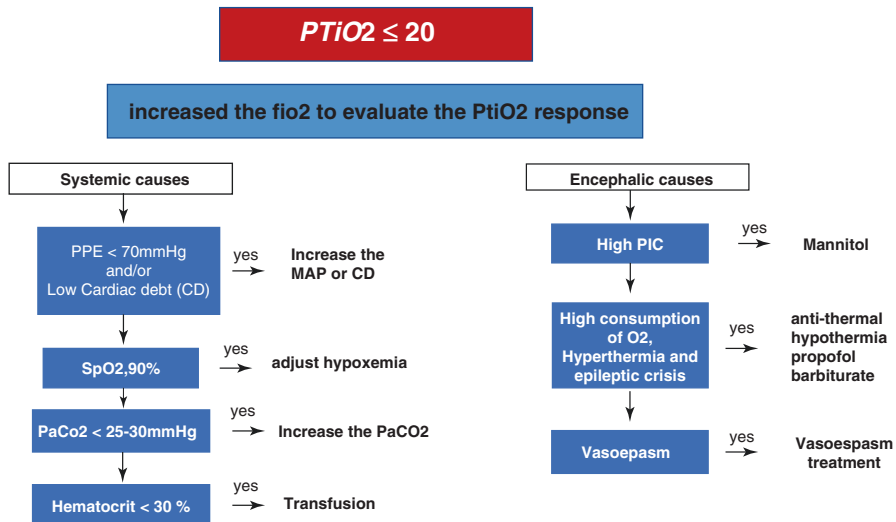 PTiO2 ≤ 20
increased the fio2 to evaluate the PtiO2 response
Systemic causes
PPE < 70mmHg
and/or
Low Cardiac debt (CD)
yes
Increase the
MAP or CD
SpO2,90%
yes
adjust hypoxemia
PaCo2 < 25-30mmHg
yes
Increase the PaCO2
Hematocrit < 30 %
yes
Transfusion
Encephalic causes
High PIC
yes
Mannitol
High consumption
of O2,
Hyperthermia and
epileptic crisis
yes
anti-thermal
hypothermia
propofol
barbiturate
Vasoepasm
yes
Vasoespasm
treatment